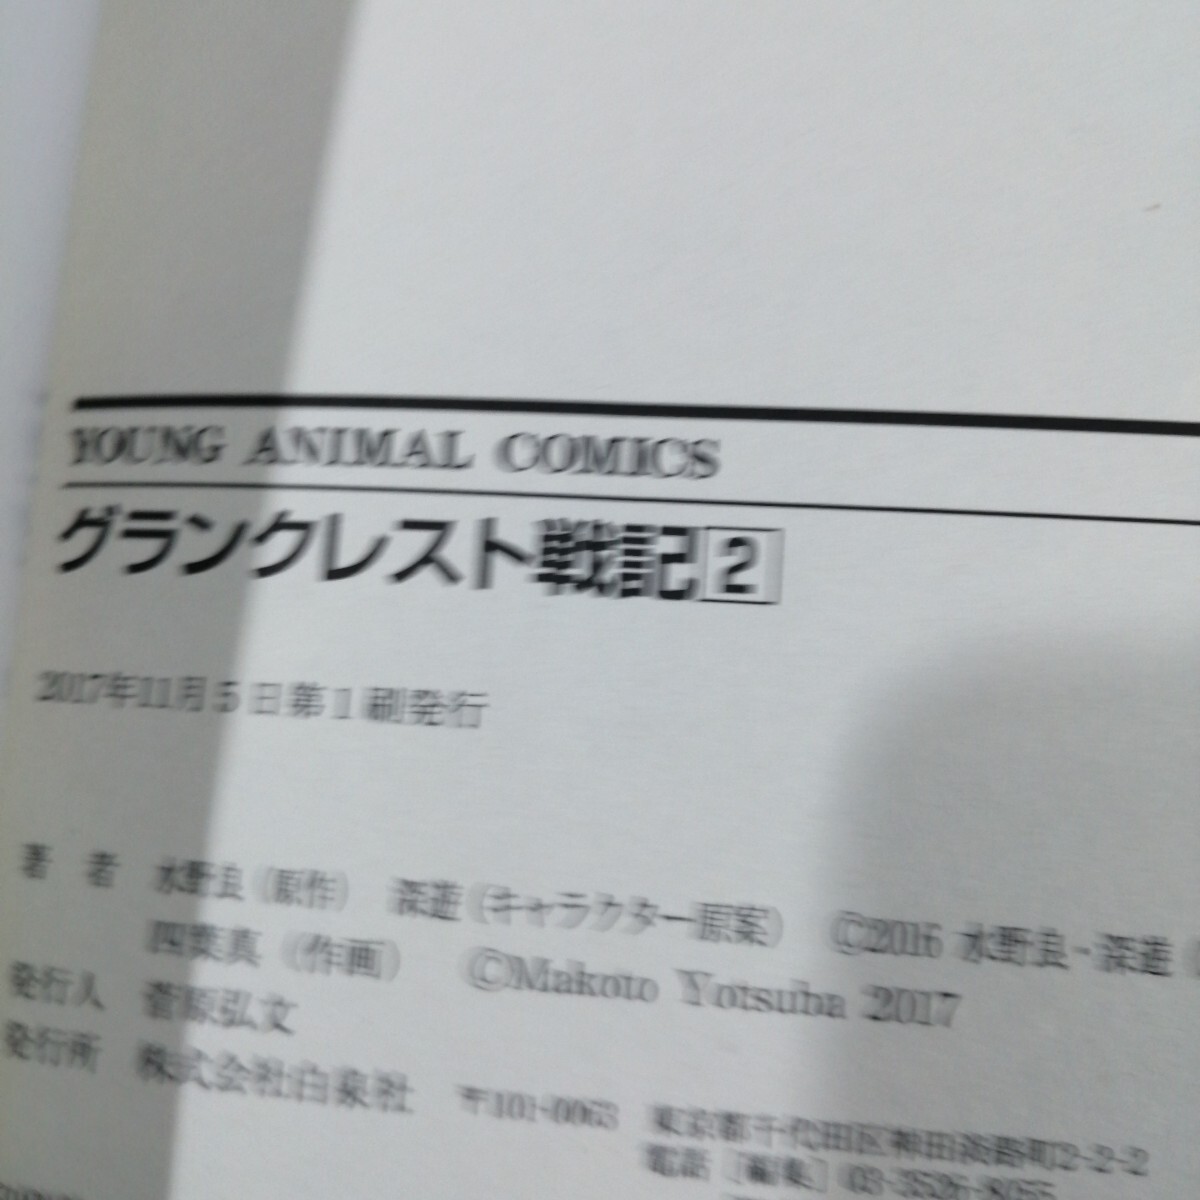 YOUNG ANIMAL COMICS
グランクレスト戦記 2
2017年11月5日第1刷発行
著者 水野良（原作） 深遊（キャラクター原案） ©2016 水野良・深遊
四葉真（作画） ©Makoto Yotsuba 2017
発行人 菅原弘文
発行所 株式会社白泉社 〒101-0063 東京都千代田区神田淡路町2-2-2
電話［編集］03-3526-8055